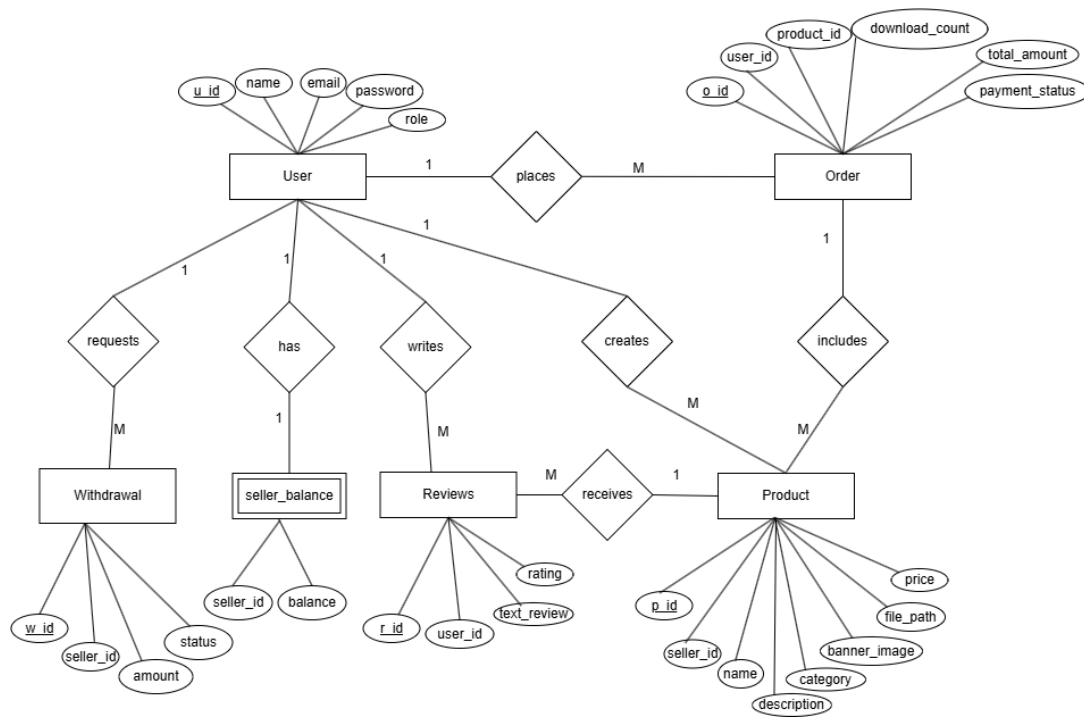 download_count
product_id
user_id
total_amount
o_id
payment_status
name
email
u_id
password
role
User
1
places
M
Order
1
1
1
1
1
requests
has
writes
creates
includes
M
1
M
M
M
Withdrawal
seller_balance
Reviews
M
receives
1
Product
rating
price
seller_id
balance
p_id
text_review
file_path
w_id
r_id
user_id
status
seller_id
seller_id
banner_image
amount
name
category
description